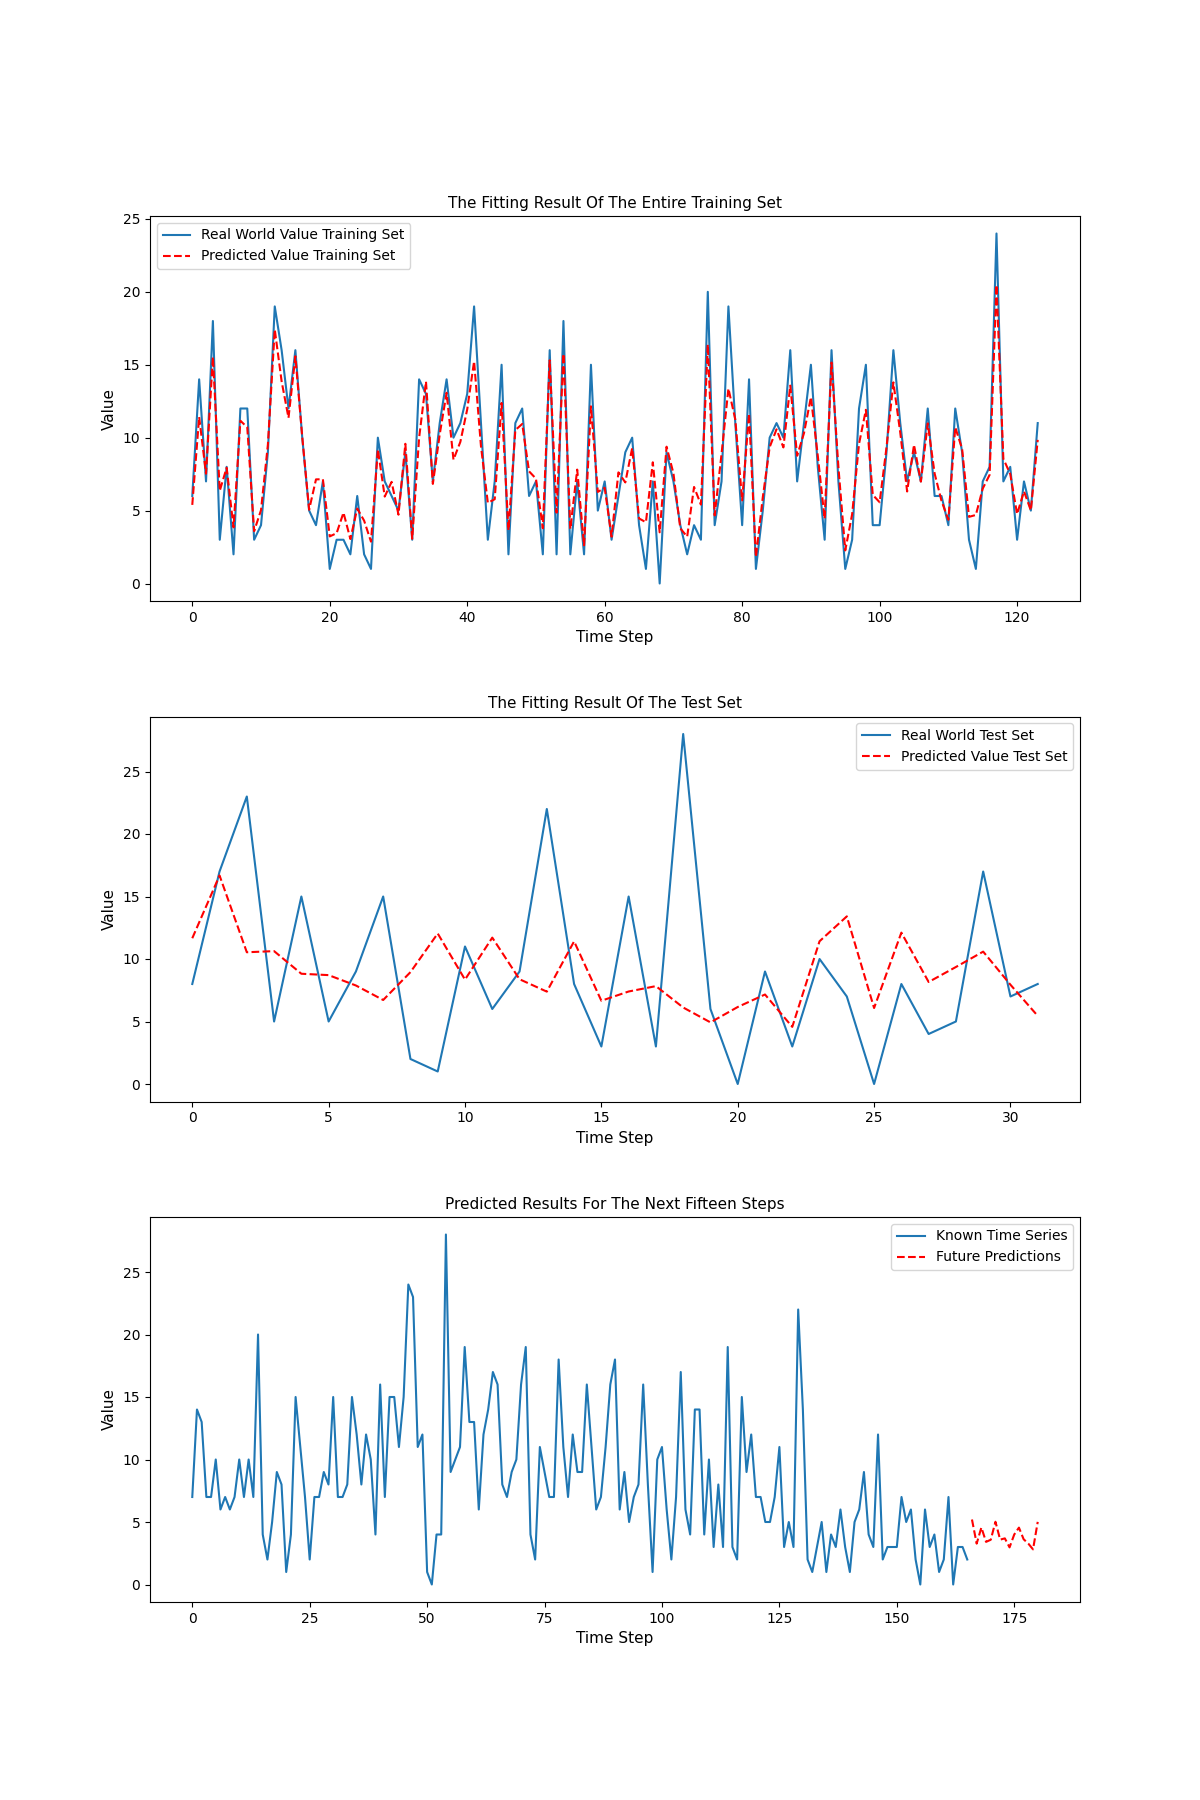 The Fitting Result Of The Entire Training Set
25
20
15
10
5
0
Value
Real World Value Training Set
Predicted Value Training Set
0 20 40 60 80 100 120
Time Step
The Fitting Result Of The Test Set
25
20
15
10
5
0
Value
Real World Test Set
Predicted Value Test Set
0 5 10 15 20 25 30
Time Step
Predicted Results For The Next Fifteen Steps
25
20
15
10
5
0
Value
Known Time Series
Future Predictions
0 25 50 75 100 125 150 175
Time Step